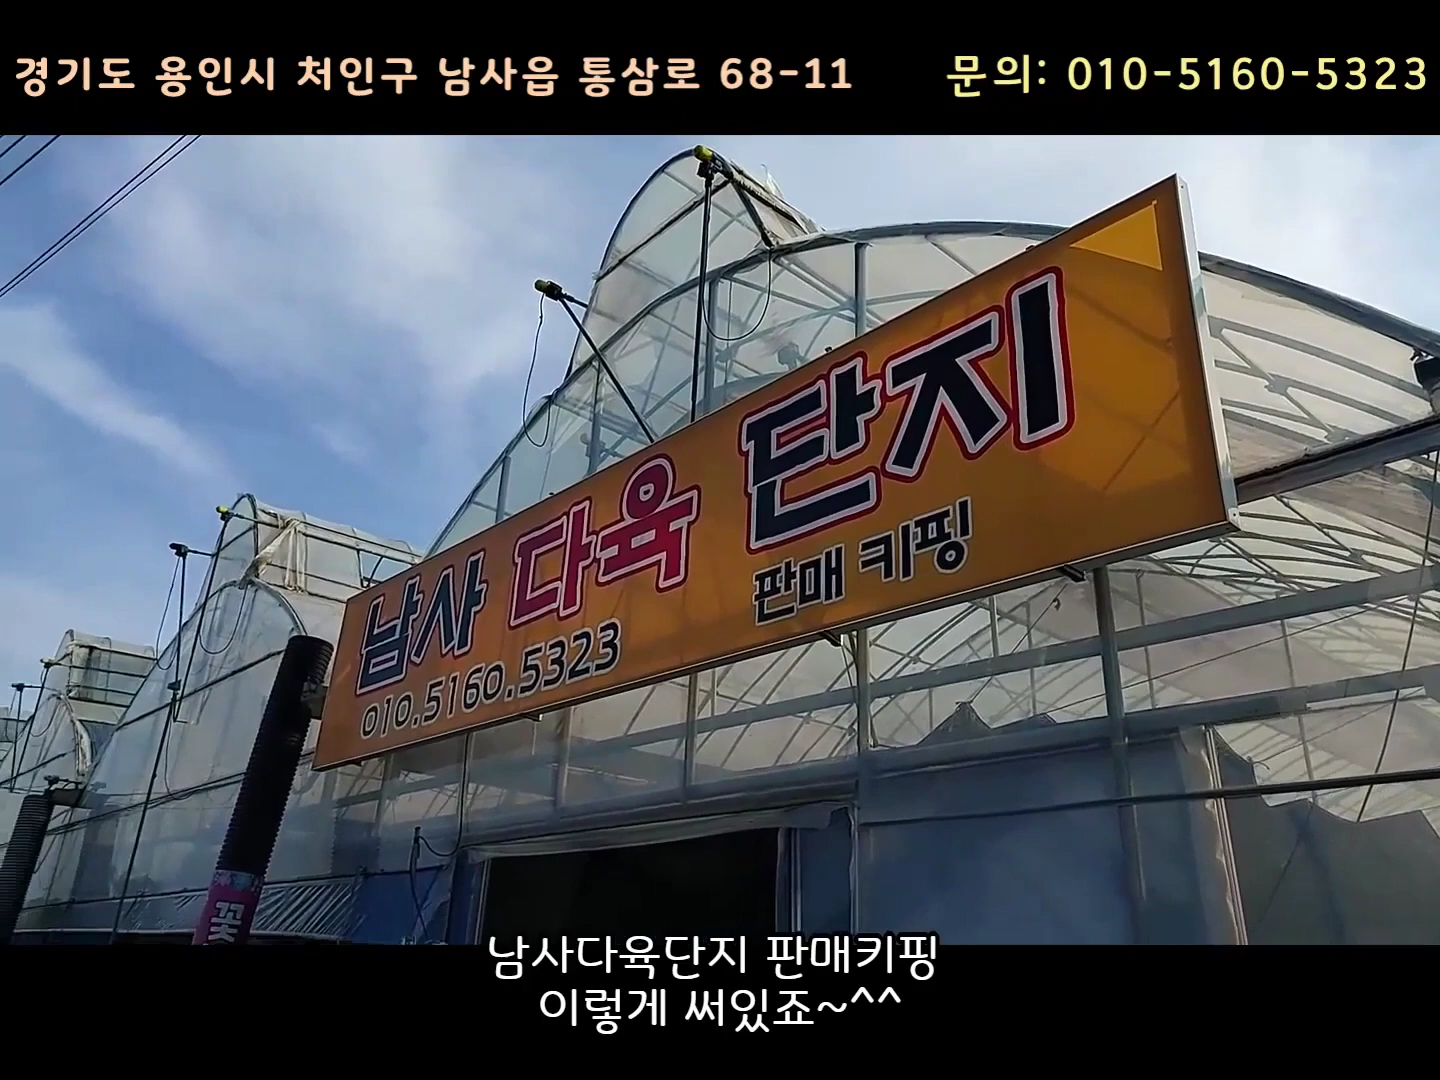 경기도 용인시 처인구 남사읍 통삼로 68-11
문의: 010-5160-5323
남사 다육 단지
판매 키핑
010.5160.5323
꽃
남사다육단지 판매키핑
이렇게 써있죠~^^